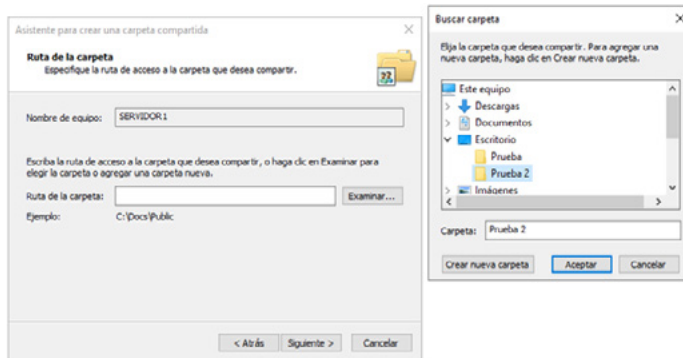 Asistente para crear una carpeta compartida
Ruta de la carpeta
Especifique la ruta de acceso a la carpeta que desea compartir.
Nombre de equipo: SERVIDOR1
Escriba la ruta de acceso a la carpeta que desea compartir, o haga clic en Examinar para
elegir la carpeta o agregar una carpeta nueva.
Ruta de la carpeta: Examinar...
Ejemplo: C:\Docs\Public
< Atrás Siguiente > Cancelar
Buscar carpeta
Elija la carpeta que desea compartir. Para agregar una
nueva carpeta, haga clic en Crear nueva carpeta.
Este equipo
Descargas
Documentos
Escritorio
Prueba
Prueba 2
Imágenes
Carpeta: Prueba 2
Crear nueva carpeta Aceptar Cancelar